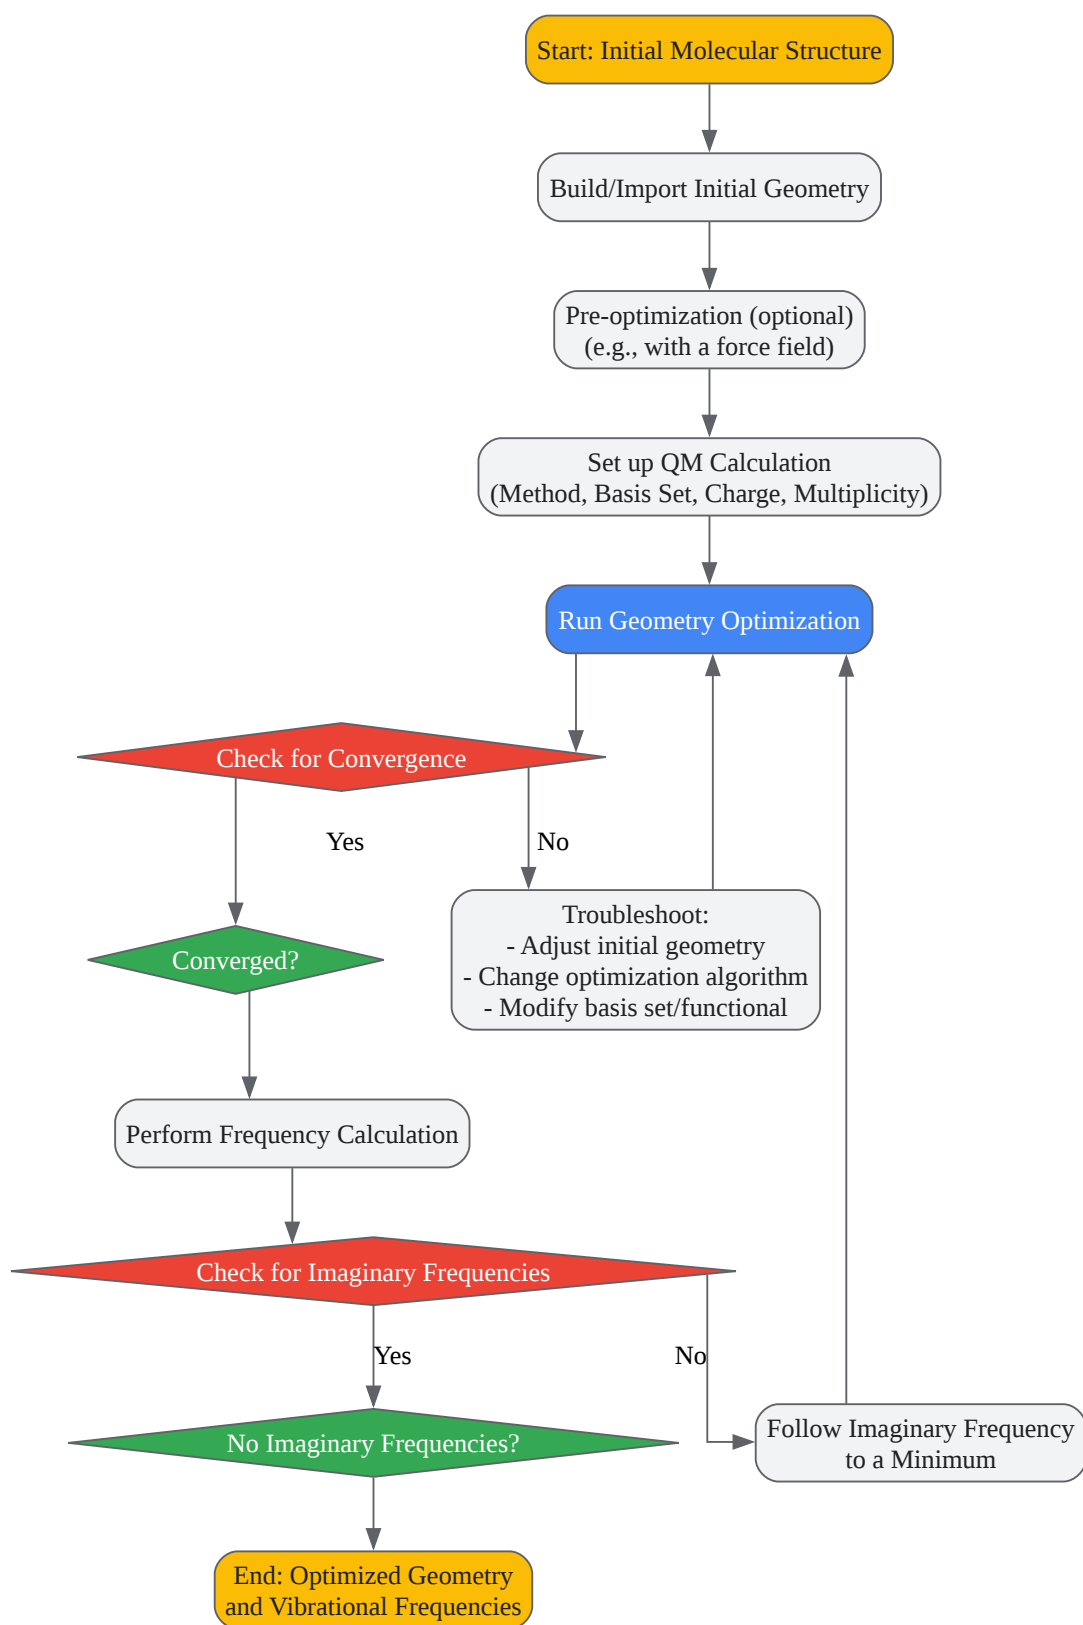 Start: Initial Molecular Structure
Build/Import Initial Geometry
Pre-optimization (optional)
(e.g., with a force field)
Set up QM Calculation
(Method, Basis Set, Charge, Multiplicity)
Run Geometry Optimization
Check for Convergence
Yes
No
Troubleshoot:
- Adjust initial geometry
- Change optimization algorithm
- Modify basis set/functional
Converged?
Perform Frequency Calculation
Check for Imaginary Frequencies
Yes
No
No Imaginary Frequencies?
Follow Imaginary Frequency
to a Minimum
End: Optimized Geometry
and Vibrational Frequencies